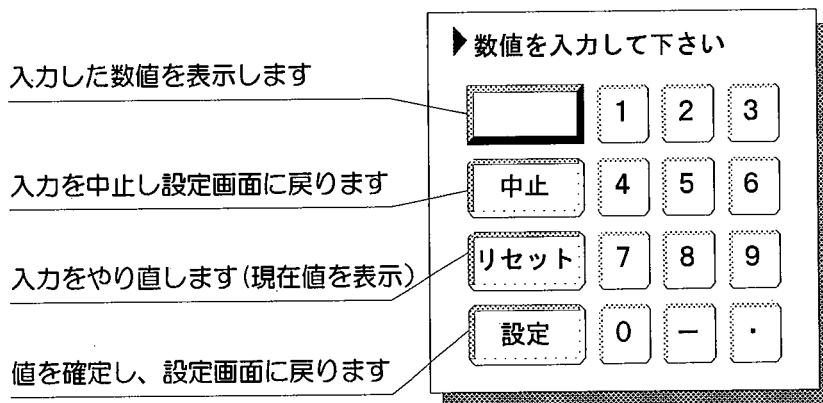 ▶数値を入力して下さい
入力した数値を表示します
1 2 3
入力を中止し設定画面に戻ります
中止 4 5 6
入力をやり直します(現在値を表示)
リセット 7 8 9
値を確定し、設定画面に戻ります
設定 0 － ・